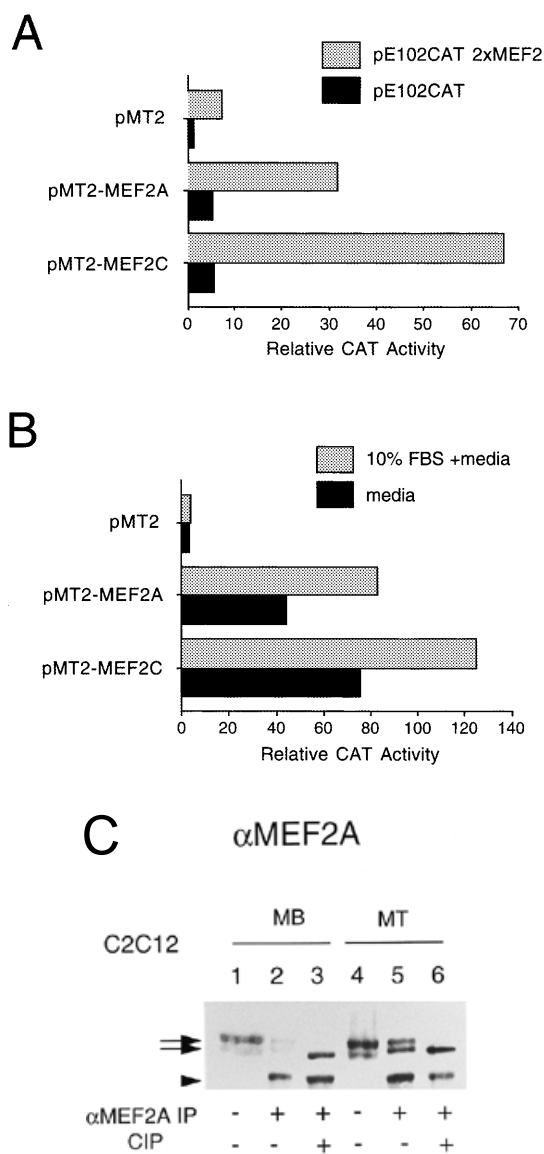 A
pE102CAT 2xMEF2
pE102CAT
pMT2
pMT2-MEF2A
pMT2-MEF2C
0 10 20 30 40 50 60 70
Relative CAT Activity
B
10% FBS +media
media
pMT2
pMT2-MEF2A
pMT2-MEF2C
0 20 40 60 80 100 120 140
Relative CAT Activity
C
αMEF2A
MB MT
C2C12
1 2 3 4 5 6
αMEF2A IP - + + - + +
CIP - - + - - +